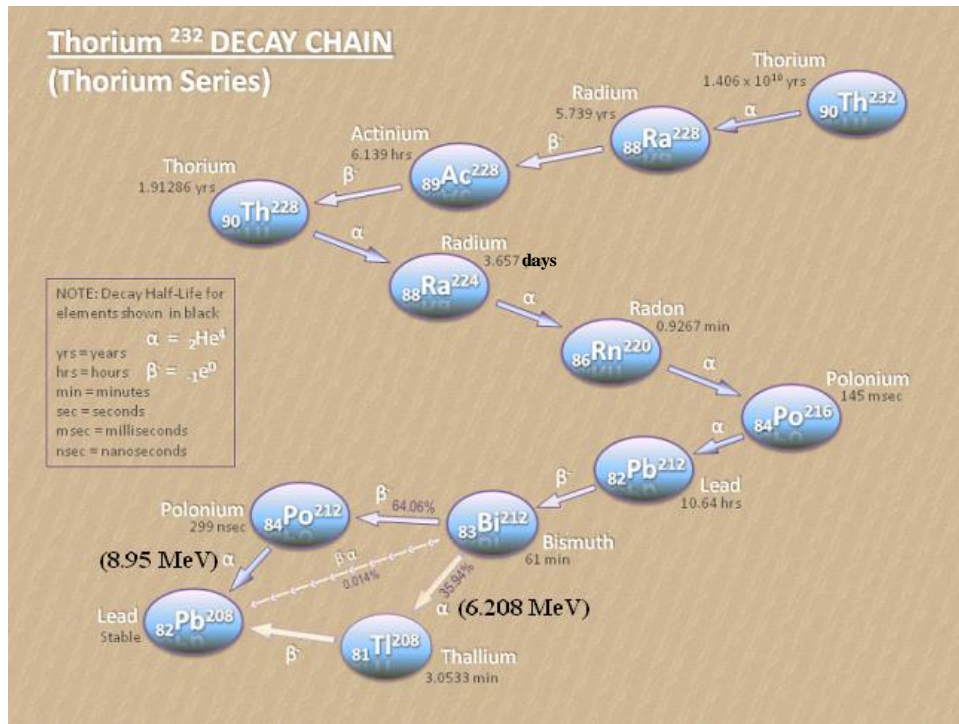 Thorium ²³² DECAY CHAIN
(Thorium Series)
Thorium
1.406 x 10¹⁰ yrs
₉₀Th²³²
α
Radium
5.739 yrs
₈₈Ra²²⁸
β⁻
Actinium
6.139 hrs
₈₉Ac²²⁸
β⁻
Thorium
1.91286 yrs
₉₀Th²²⁸
α
Radium
3.657 days
₈₈Ra²²⁴
α
Radon
0.9267 min
₈₆Rn²²⁰
α
Polonium
145 msec
₈₄Po²¹⁶
α
₈₂Pb²¹²
Lead
10.64 hrs
β⁻
₈₃Bi²¹²
Bismuth
61 min
β⁻
64.06%
Polonium
299 nsec
₈₄Po²¹²
(8.95 MeV) α
β⁻α
0.014%
35.94%
α (6.208 MeV)
Lead
Stable
₈₂Pb²⁰⁸
β⁻
₈₁Tl²⁰⁸
Thallium
3.0533 min
NOTE: Decay Half-Life for
elements shown in black
α = ₂He⁴
yrs = years
hrs = hours
β⁻ = ₋₁e⁰
min = minutes
sec = seconds
msec = milliseconds
nsec = nanoseconds